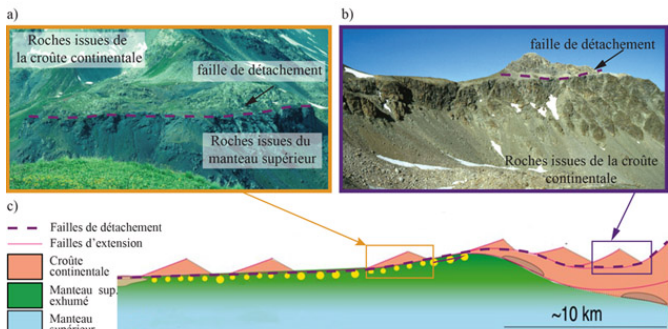 a)
Roches issues de
la croûte continentale
faille de détachement
Roches issues du
manteau supérieur
b)
faille de détachement
Roches issues de la croûte
continentale
c)
Failles de détachement
Failles d'extension
Croûte
continentale
Manteau sup.
exhumé
Manteau
supérieur
~10 km